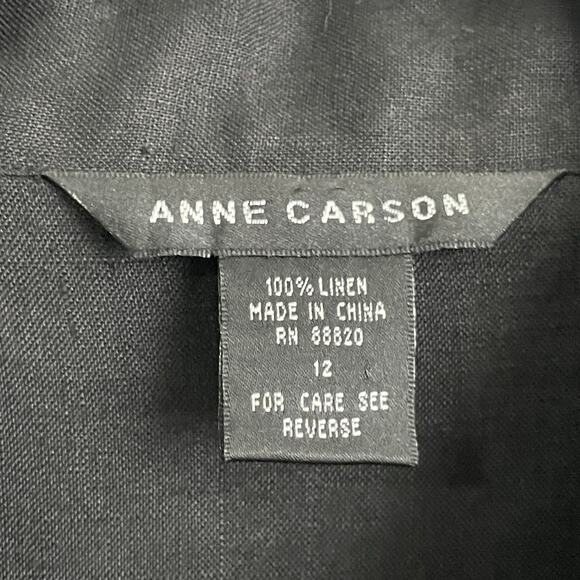 ANNE CARSON
100% LINEN
MADE IN CHINA
RN 88820
12
FOR CARE SEE
REVERSE